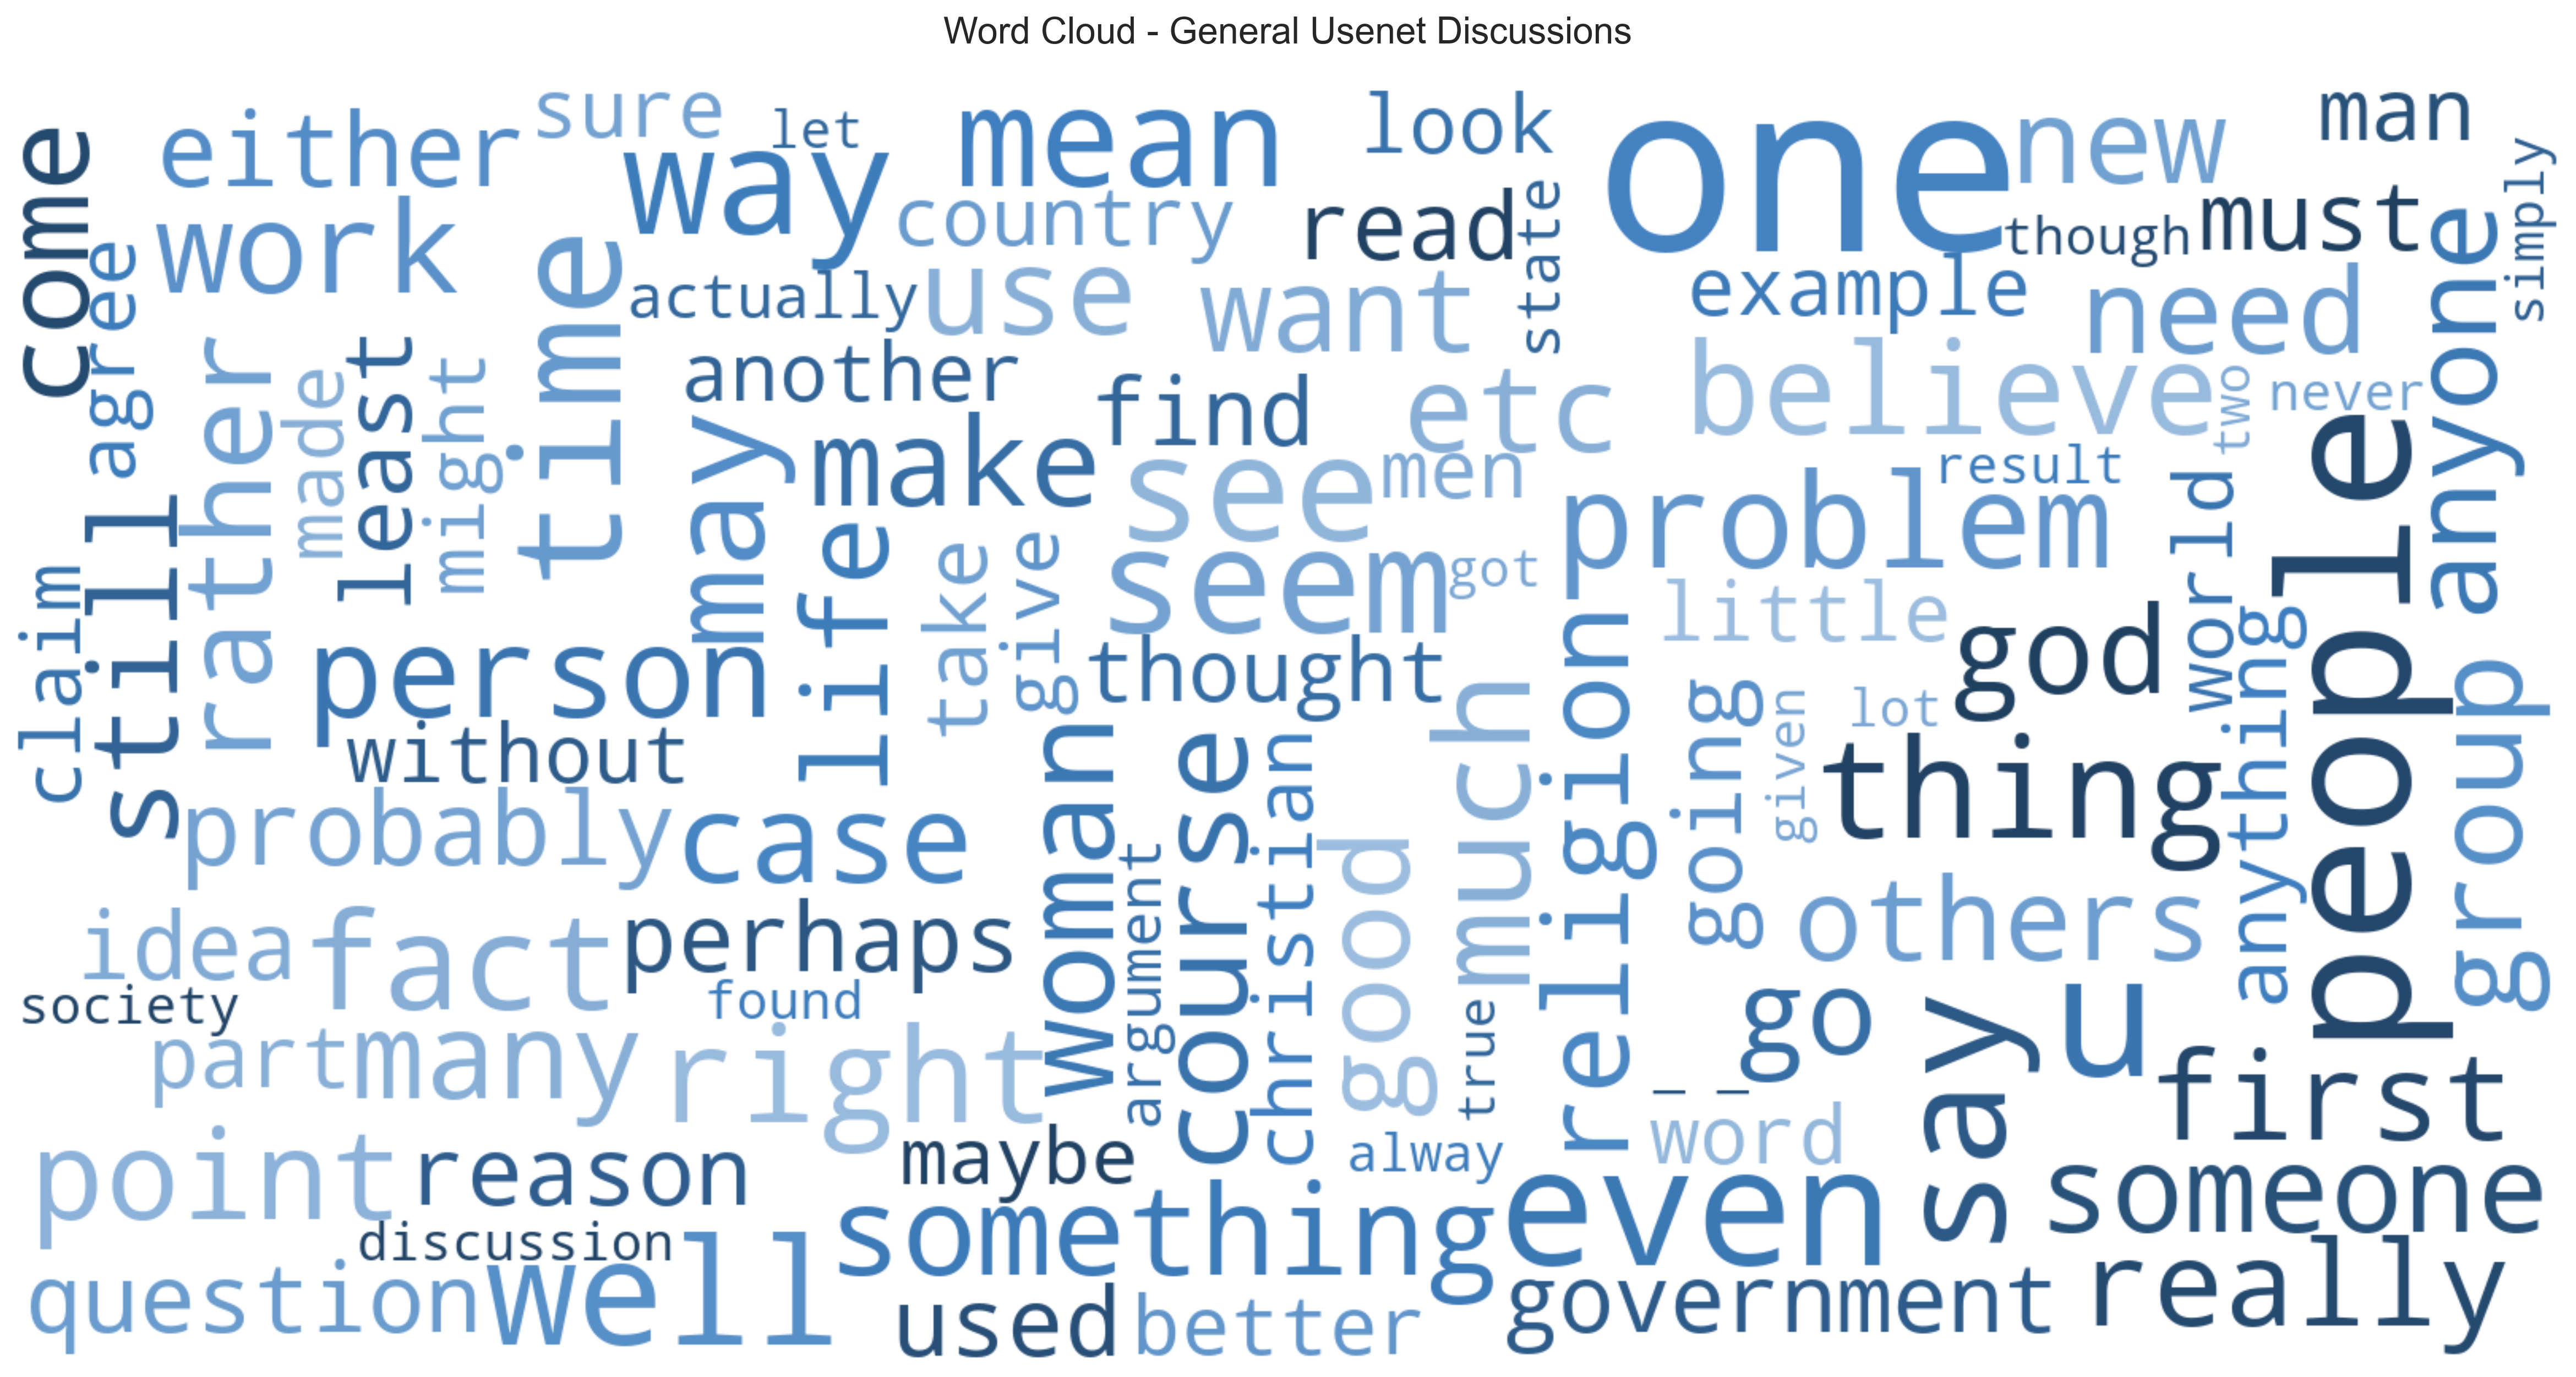 Word Cloud - General Usenet Discussions
come
either
sure
let
way
mean
look
one
new
man
simply
work
agree
time
country
read
state
though
must
anyone
actually
use
want
example
need
rather
made
least
might
another
find
etc
believe
two
never
may
make
see
men
problem
result
world
people
still
claim
life
take
give
seem
got
little
god
anything
group
person
thought
without
woman
course
christian
much
religion
going
given
lot
thing
probably
case
argument
good
others
idea
fact
perhaps
society
found
true
go
say
u
part
many
right
_ _
word
first
point
reason
maybe
alway
someone
discussion
something
even
question
well
used
better
government
really